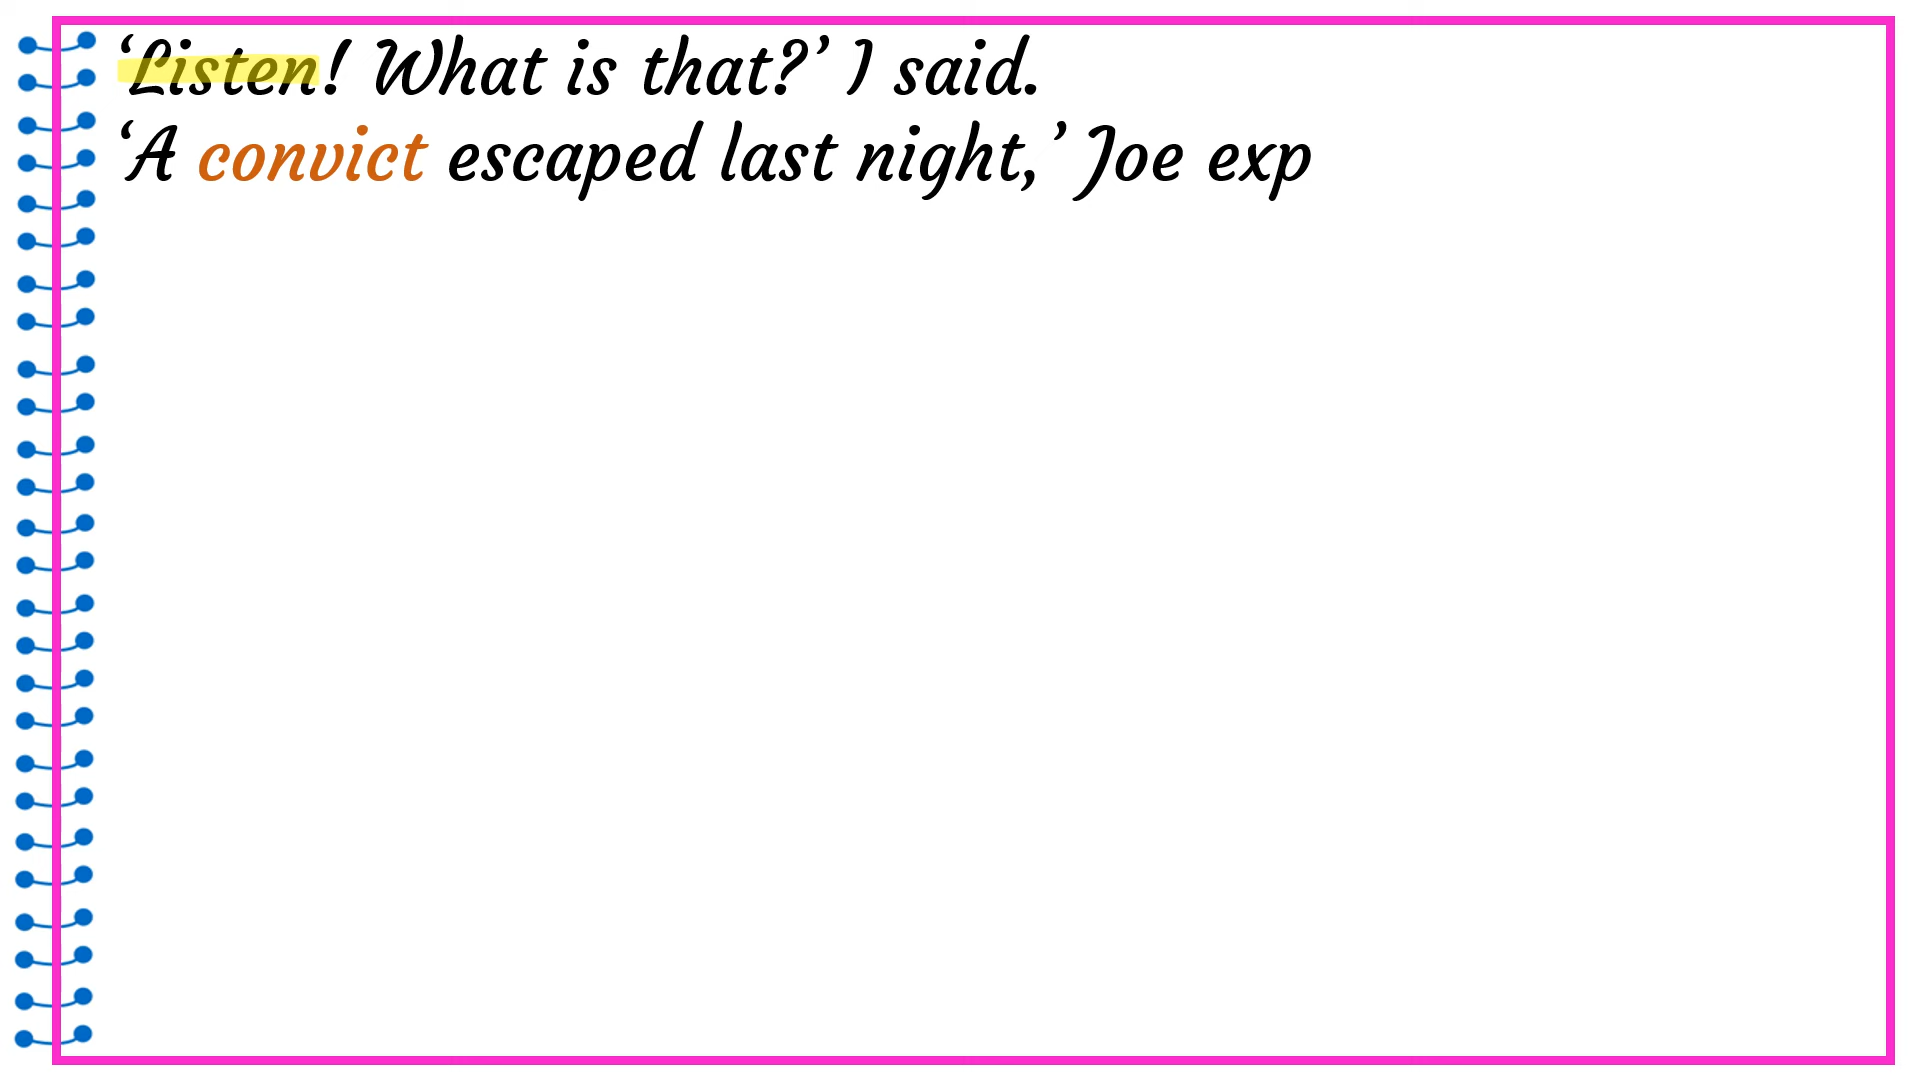 ‘Listen! What is that?’ I said.
‘A convict escaped last night,’ Joe exp